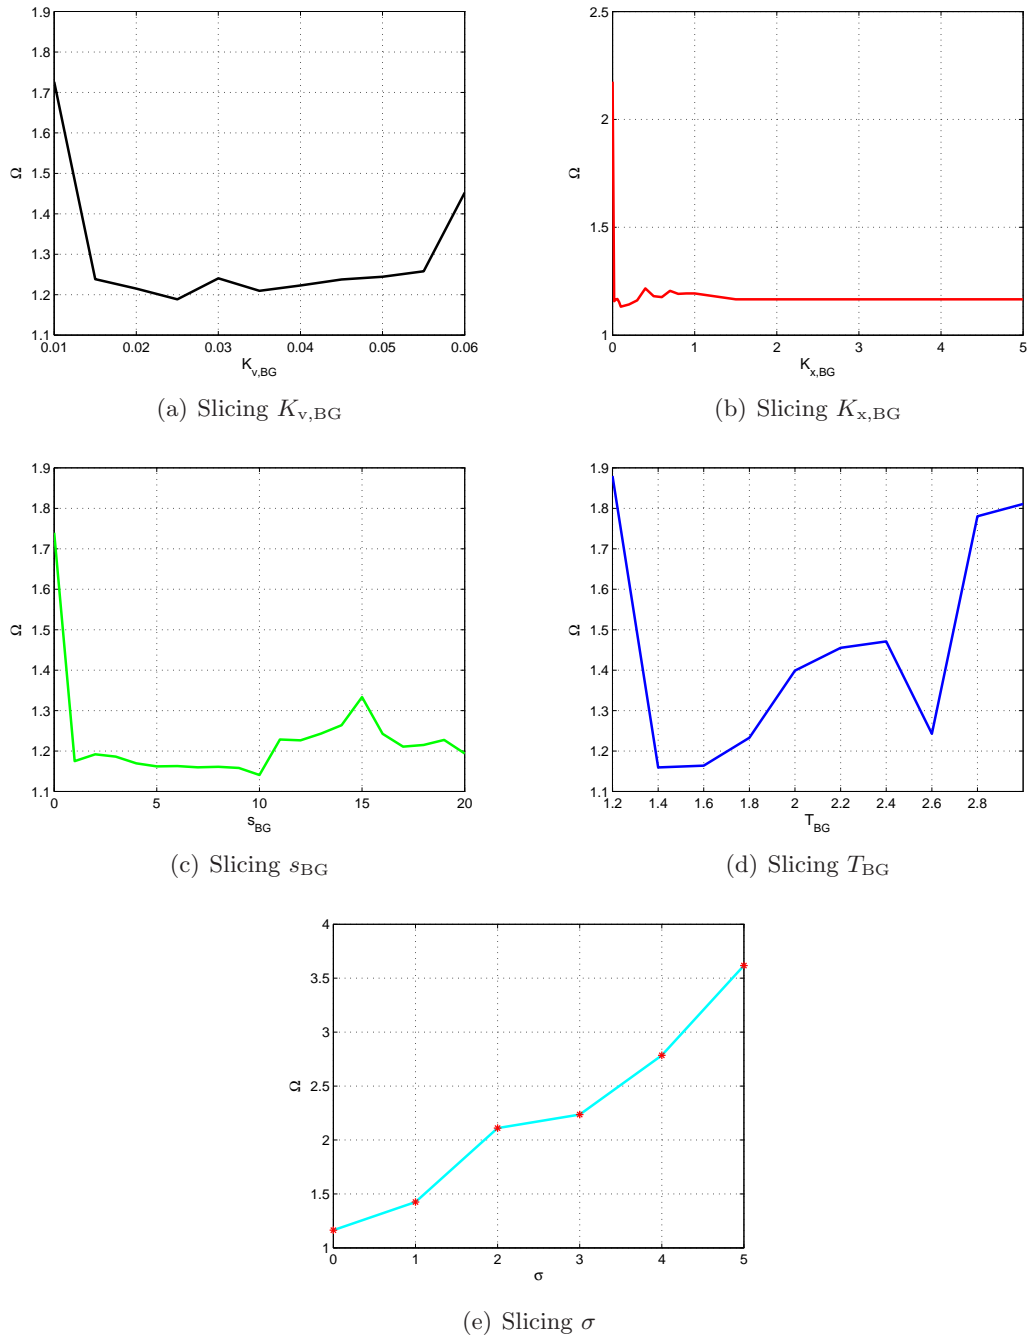 1.9
1.8
1.7
1.6
1.5
1.4
1.3
1.2
1.1
Ω
0.01 0.02 0.03 0.04 0.05 0.06
K_v,BG
(a) Slicing K_v,BG
2.5
2
1.5
1
Ω
0 1 2 3 4 5
K_x,BG
(b) Slicing K_x,BG
1.9
1.8
1.7
1.6
1.5
1.4
1.3
1.2
1.1
Ω
0 5 10 15 20
s_BG
(c) Slicing s_BG
1.9
1.8
1.7
1.6
1.5
1.4
1.3
1.2
1.1
Ω
1.2 1.4 1.6 1.8 2 2.2 2.4 2.6 2.8
T_BG
(d) Slicing T_BG
4
3.5
3
2.5
2
1.5
1
Ω
0 1 2 3 4 5
σ
(e) Slicing σ